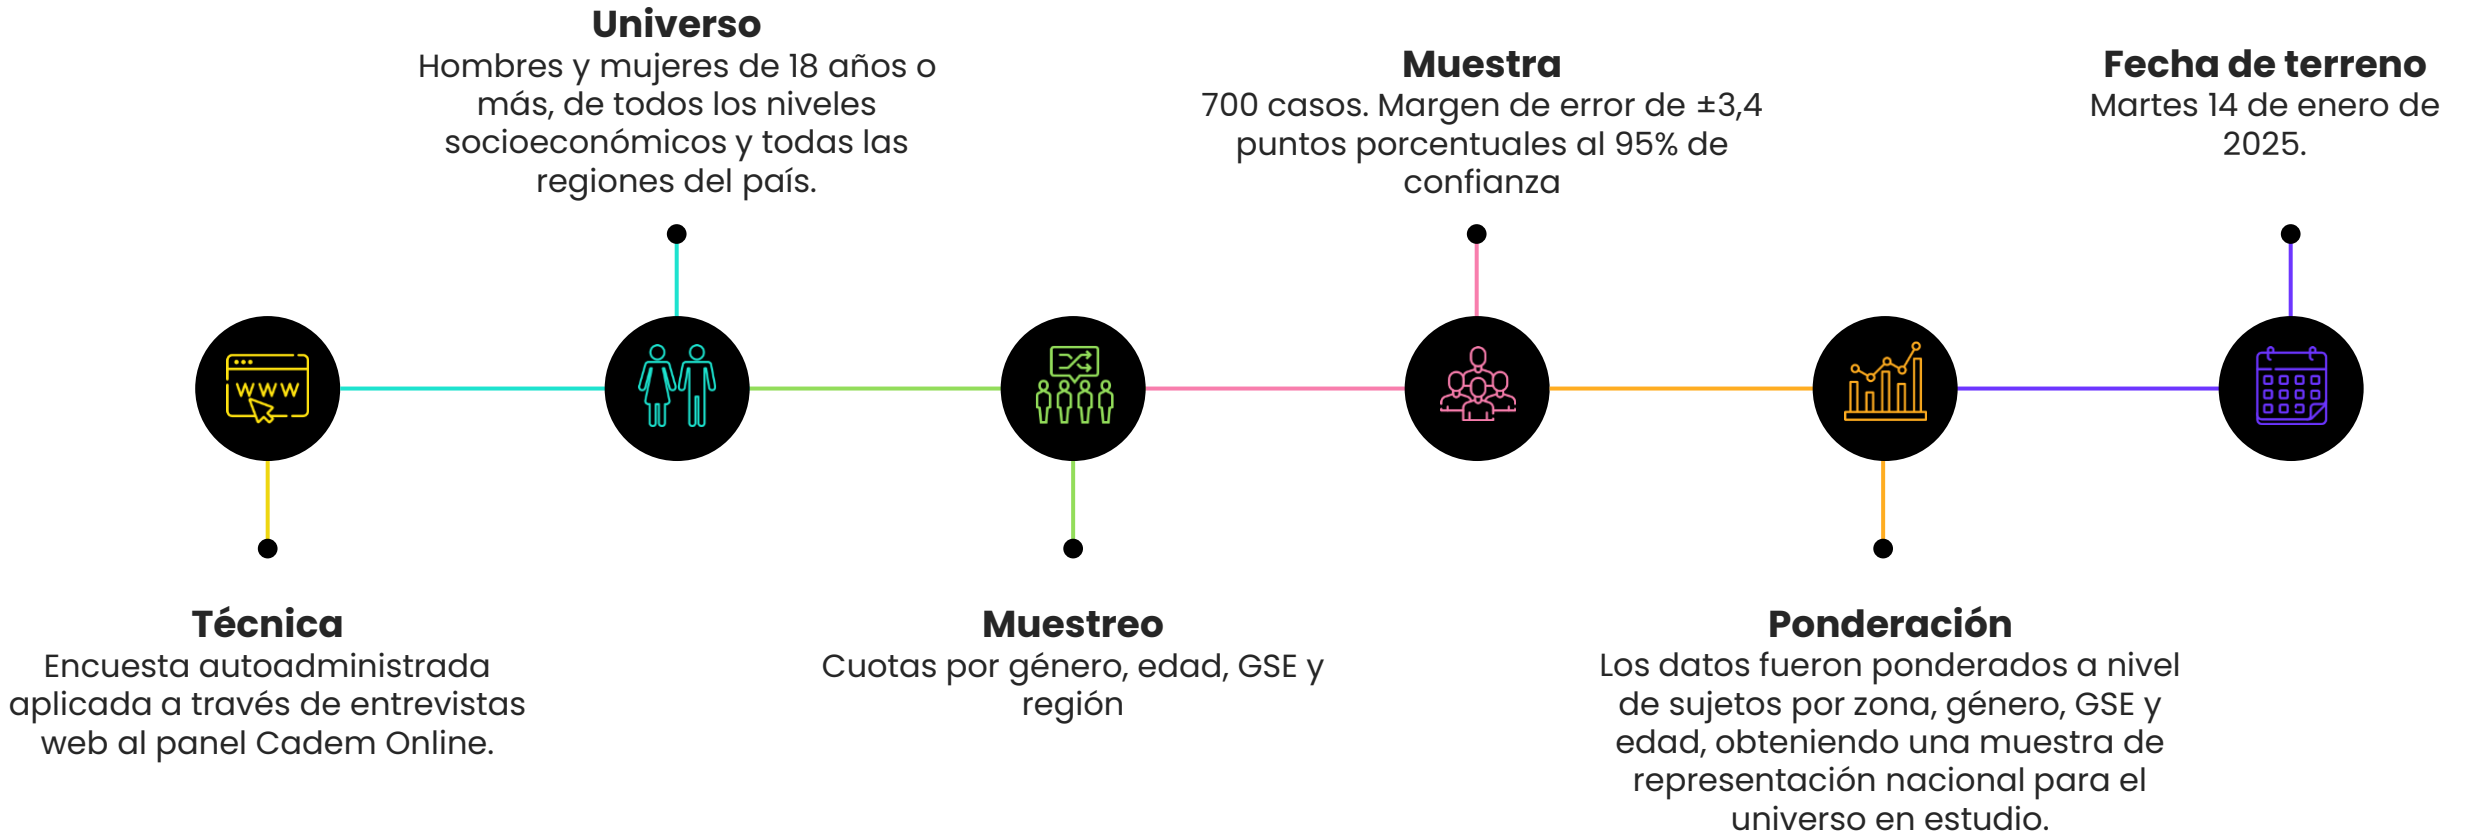 Universo
Hombres y mujeres de 18 años o
más, de todos los niveles
socioeconómicos y todas las
regiones del país.
Muestra
700 casos. Margen de error de ±3,4
puntos porcentuales al 95% de
confianza
Fecha de terreno
Martes 14 de enero de
2025.
WWW
Técnica
Encuesta autoadministrada
aplicada a través de entrevistas
web al panel Cadem Online.
Muestreo
Cuotas por género, edad, GSE y
región
Ponderación
Los datos fueron ponderados a nivel
de sujetos por zona, género, GSE y
edad, obteniendo una muestra de
representación nacional para el
universo en estudio.